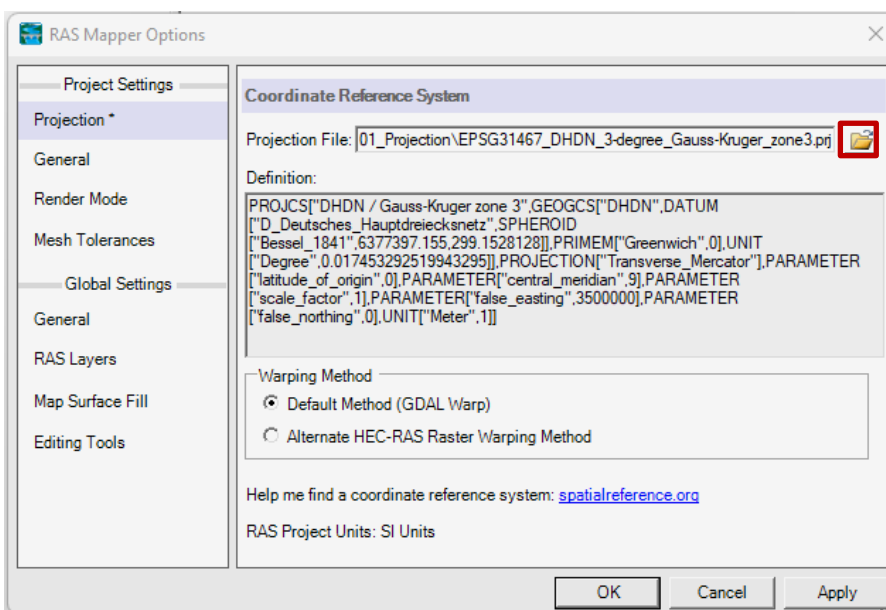 RAS Mapper Options
Project Settings
Projection *
General
Render Mode
Mesh Tolerances
Global Settings
General
RAS Layers
Map Surface Fill
Editing Tools
Coordinate Reference System
Projection File: 01_Projection\EPSG31467_DHDN_3-degree_Gauss-Kruger_zone3.prj
Definition:
PROJCS["DHDN / Gauss-Kruger zone 3",GEOGCS["DHDN",DATUM
["D_Deutsches_Hauptdreiecksnetz",SPHEROID
["Bessel_1841",6377397.155,299.1528128]],PRIMEM["Greenwich",0],UNIT
["Degree",0.017453292519943295]],PROJECTION["Transverse_Mercator"],PARAMETER
["latitude_of_origin",0],PARAMETER["central_meridian",9],PARAMETER
["scale_factor",1],PARAMETER["false_easting",3500000],PARAMETER
["false_northing",0],UNIT["Meter",1]]
Warping Method
Default Method (GDAL Warp)
Alternate HEC-RAS Raster Warping Method
Help me find a coordinate reference system: spatialreference.org
RAS Project Units: SI Units
OK Cancel Apply